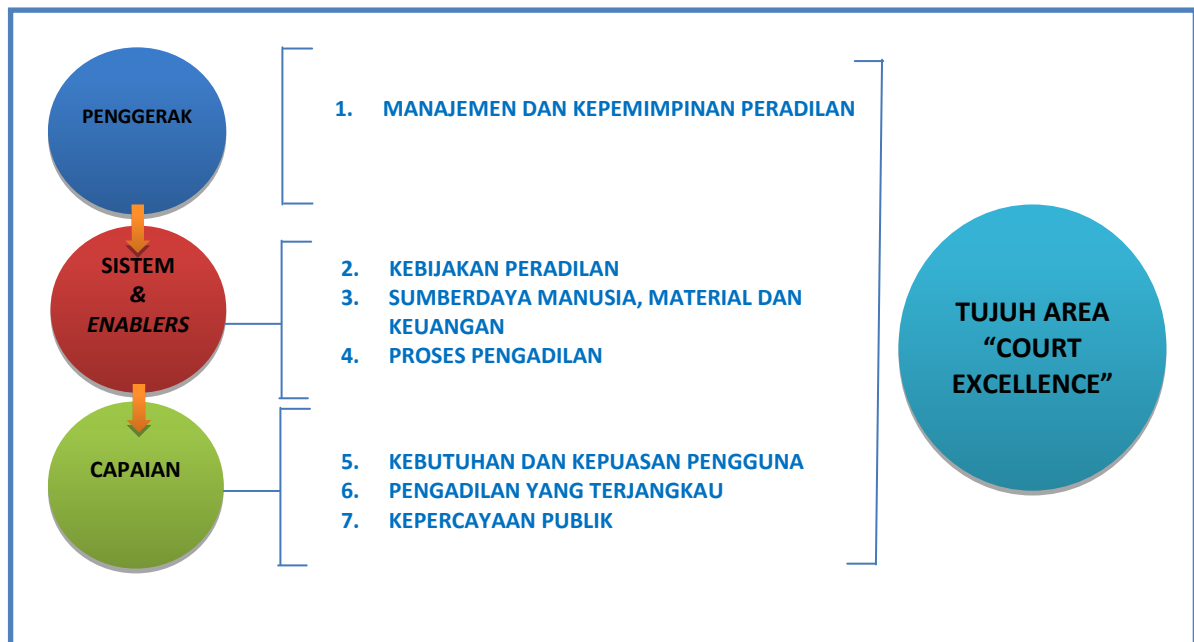 PENGGERAK
1. MANAJEMEN DAN KEPEMIMPINAN PERADILAN
SISTEM
&
ENABLERS
2. KEBIJAKAN PERADILAN
3. SUMBERDAYA MANUSIA, MATERIAL DAN
KEUANGAN
4. PROSES PENGADILAN
CAPAIAN
5. KEBUTUHAN DAN KEPUASAN PENGGUNA
6. PENGADILAN YANG TERJANGKAU
7. KEPERCAYAAN PUBLIK
TUJUH AREA
“COURT
EXCELLENCE”